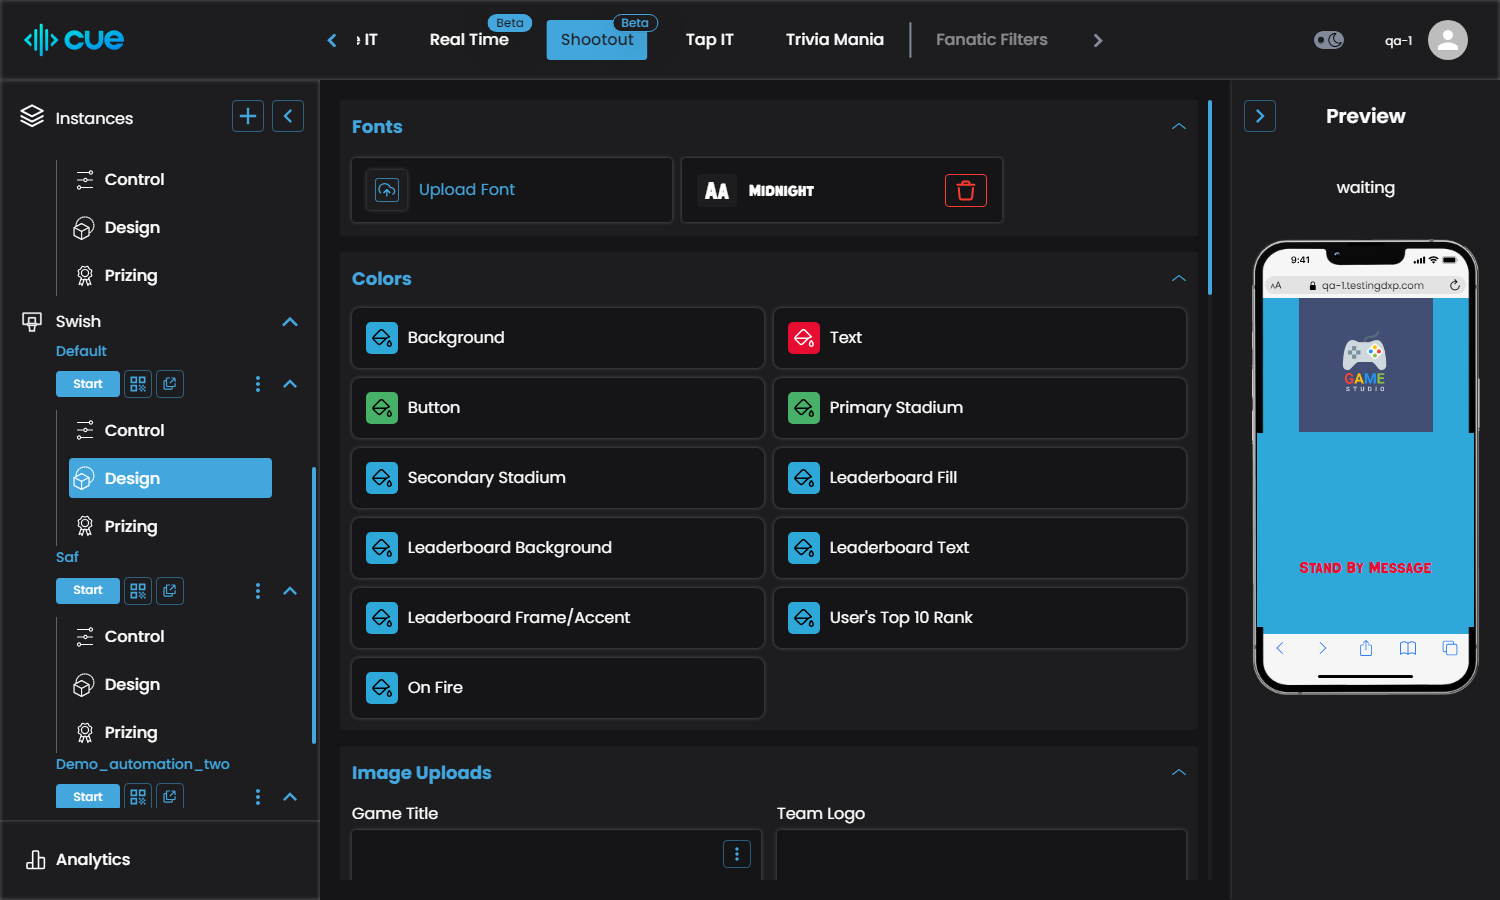 cue
e IT
Real Time
Beta
Shootout
Beta
Tap IT
Trivia Mania
Fanatic Filters
qa-1
Instances
Control
Design
Prizing
Swish
Default
Start
Control
Design
Prizing
Saf
Start
Control
Design
Prizing
Demo_automation_two
Start
Analytics
Fonts
Upload Font
AA
MIDNIGHT
Colors
Background
Text
Button
Primary Stadium
Secondary Stadium
Leaderboard Fill
Leaderboard Background
Leaderboard Text
Leaderboard Frame/Accent
User's Top 10 Rank
On Fire
Image Uploads
Game Title
Team Logo
Preview
waiting
9:41
AA
qa-1.testingdxp.com
GAME
STUDIO
STAND BY MESSAGE